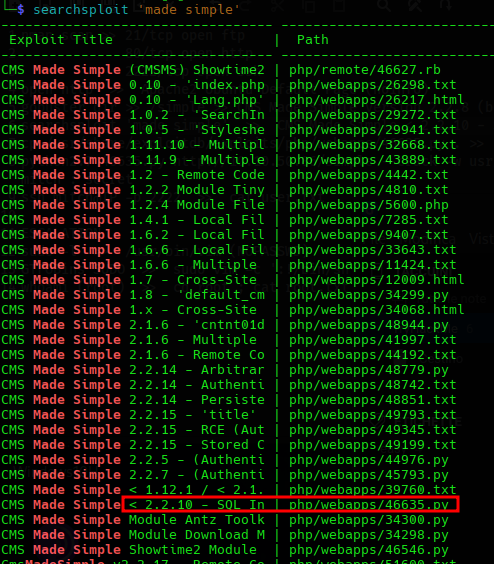 └─$ searchsploit 'made simple'
Exploit Title | Path
CMS Made Simple (CMSMS) Showtime2 | php/remote/46627.rb
CMS Made Simple 0.10 - 'index.php | php/webapps/26298.txt
CMS Made Simple 0.10 - 'Lang.php' | php/webapps/26217.html
CMS Made Simple 1.0.2 - 'SearchIn | php/webapps/29272.txt
CMS Made Simple 1.0.5 - 'Styleshe | php/webapps/29941.txt
CMS Made Simple 1.11.10 - Multipl | php/webapps/32668.txt
CMS Made Simple 1.11.9 - Multiple | php/webapps/43889.txt
CMS Made Simple 1.2 - Remote Code | php/webapps/4442.txt
CMS Made Simple 1.2.2 Module Tiny | php/webapps/4810.txt
CMS Made Simple 1.2.4 Module File | php/webapps/5600.php
CMS Made Simple 1.4.1 - Local Fil | php/webapps/7285.txt
CMS Made Simple 1.6.2 - Local Fil | php/webapps/9407.txt
CMS Made Simple 1.6.6 - Local Fil | php/webapps/33643.txt
CMS Made Simple 1.6.6 - Multiple | php/webapps/11424.txt
CMS Made Simple 1.7 - Cross-Site | php/webapps/12009.html
CMS Made Simple 1.8 - 'default_cm | php/webapps/34299.py
CMS Made Simple 1.x - Cross-Site | php/webapps/34068.html
CMS Made Simple 2.1.6 - 'cntnt01d | php/webapps/48944.py
CMS Made Simple 2.1.6 - Multiple | php/webapps/41997.txt
CMS Made Simple 2.1.6 - Remote Co | php/webapps/44192.txt
CMS Made Simple 2.2.14 - Arbitrar | php/webapps/48779.py
CMS Made Simple 2.2.14 - Authenti | php/webapps/48742.txt
CMS Made Simple 2.2.14 - Persiste | php/webapps/48851.txt
CMS Made Simple 2.2.15 - 'title' | php/webapps/49793.txt
CMS Made Simple 2.2.15 - RCE (Aut | php/webapps/49345.txt
CMS Made Simple 2.2.15 - Stored C | php/webapps/49199.txt
CMS Made Simple 2.2.5 - (Authenti | php/webapps/44976.py
CMS Made Simple 2.2.7 - (Authenti | php/webapps/45793.py
CMS Made Simple < 1.12.1 / < 2.1. | php/webapps/39760.txt
CMS Made Simple < 2.2.10 - SQL In | php/webapps/46635.py
CMS Made Simple Module Antz Toolk | php/webapps/34300.py
CMS Made Simple Module Download M | php/webapps/34298.py
CMS Made Simple Showtime2 Module | php/webapps/46546.py